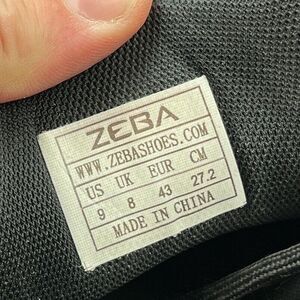 ZEBA
WWW.ZEBASHOES.COM
US UK EUR CM
9 8 43 27.2
MADE IN CHINA